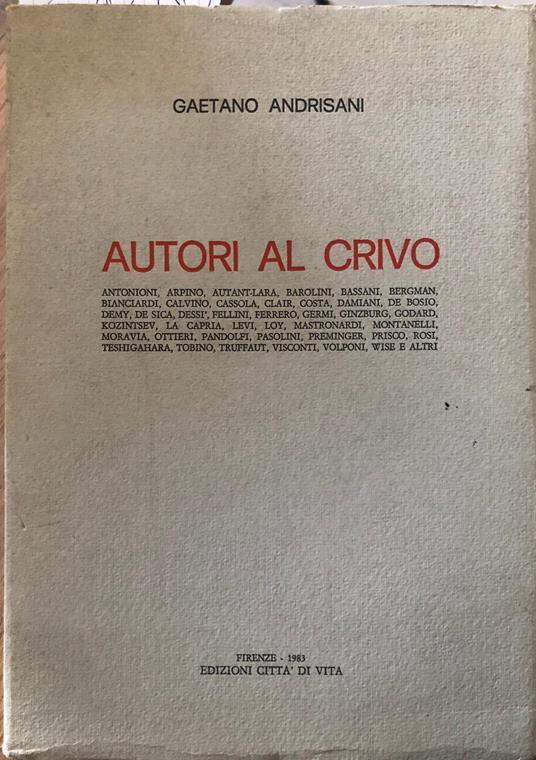 GAETANO ANDRISANI
AUTORI AL CRIVO
ANTONIONI, ARPINO, AUTANT-LARA, BAROLINI, BASSANI, BERGMAN,
BIANCIARDI, CALVINO, CASSOLA, CLAIR, COSTA, DAMIANI, DE BOSIO,
DEMY, DE SICA, DESSI', FELLINI, FERRERO, GERMI, GINZBURG, GODARD,
KOZINTSEV, LA CAPRIA, LEVI, LOY, MASTRONARDI, MONTANELLI,
MORAVIA, OTTIERI, PANDOLFI, PASOLINI, PREMINGER, PRISCO, ROSI,
TESHIGAHARA, TOBINO, TRUFFAUT, VISCONTI, VOLPONI, WISE E ALTRI
FIRENZE - 1983
EDIZIONI CITTA' DI VITA